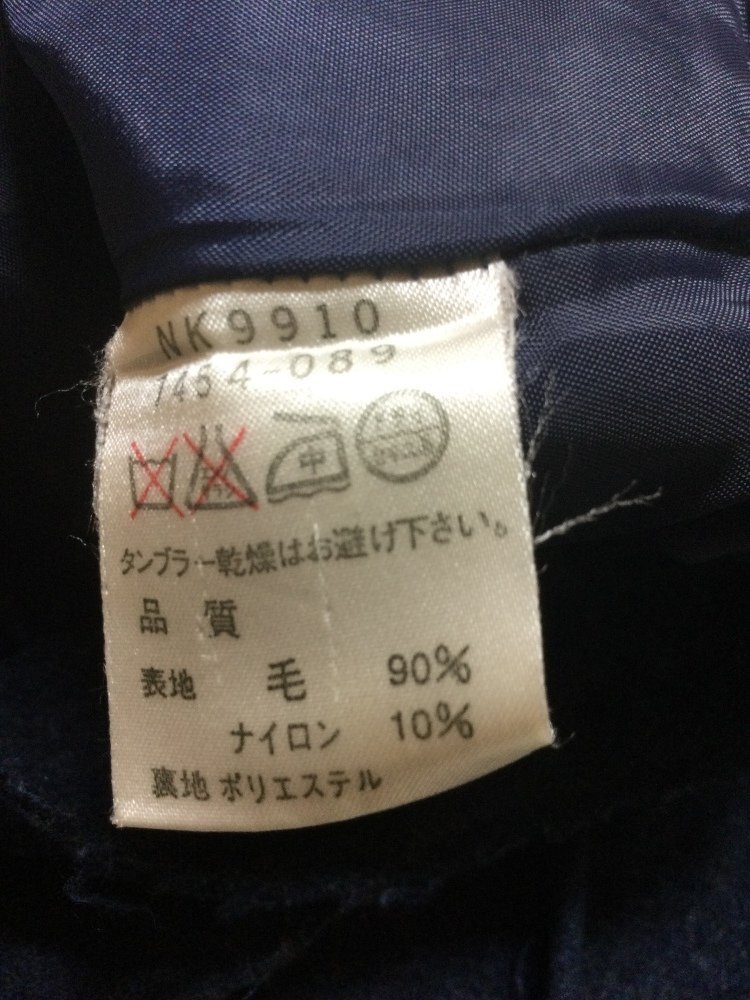 NK9910
1454-089
中
タンブラー乾燥はお避け下さい。
品 質
表地 毛 90%
ナイロン 10%
裏地 ポリエステル